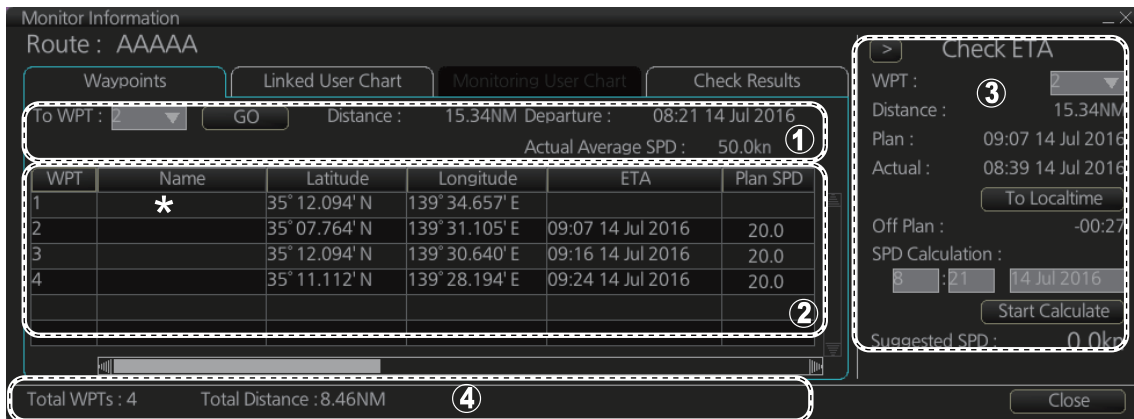 Monitor Information
Route : AAAAA
Waypoints Linked User Chart Monitoring User Chart Check Results
To WPT : 2 GO Distance : 15.34NM Departure : 08:21 14 Jul 2016
Actual Average SPD : 50.0kn 1
WPT Name Latitude Longitude ETA Plan SPD
1 * 35° 12.094' N 139° 34.657' E
2 35° 07.764' N 139° 31.105' E 09:07 14 Jul 2016 20.0
3 35° 12.094' N 139° 30.640' E 09:16 14 Jul 2016 20.0
4 35° 11.112' N 139° 28.194' E 09:24 14 Jul 2016 20.0
2
Total WPTs : 4 Total Distance : 8.46NM 4
> Check ETA
WPT : 2
3
Distance : 15.34NM
Plan : 09:07 14 Jul 2016
Actual : 08:39 14 Jul 2016
To Localtime
Off Plan : -00:27
SPD Calculation :
8 :21 14 Jul 2016
Start Calculate
Suggested SPD : 0.0kn
Close